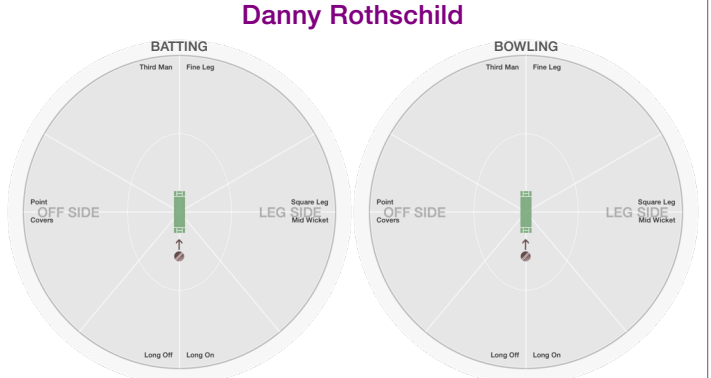 Danny Rothschild
BATTING
Third Man Fine Leg
Point
Square Leg
OFF SIDE LEG SIDE
Covers
Mid Wicket
Long Off Long On
BOWLING
Third Man Fine Leg
Point
Square Leg
OFF SIDE LEG SIDE
Covers
Mid Wicket
Long Off Long On